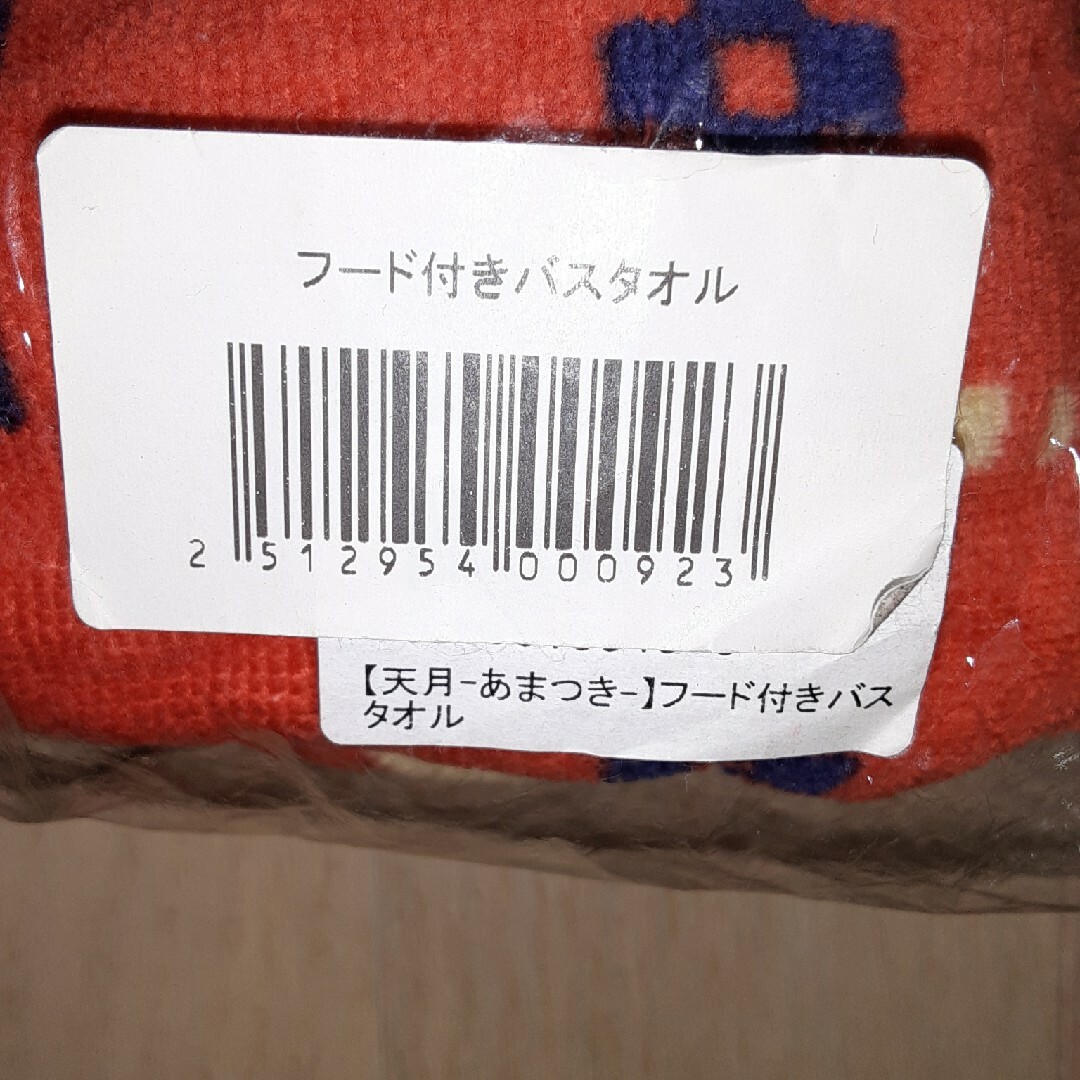 フード付きバスタオル
2 512954 000923
【天月-あまつき-】フード付きバス
タオル